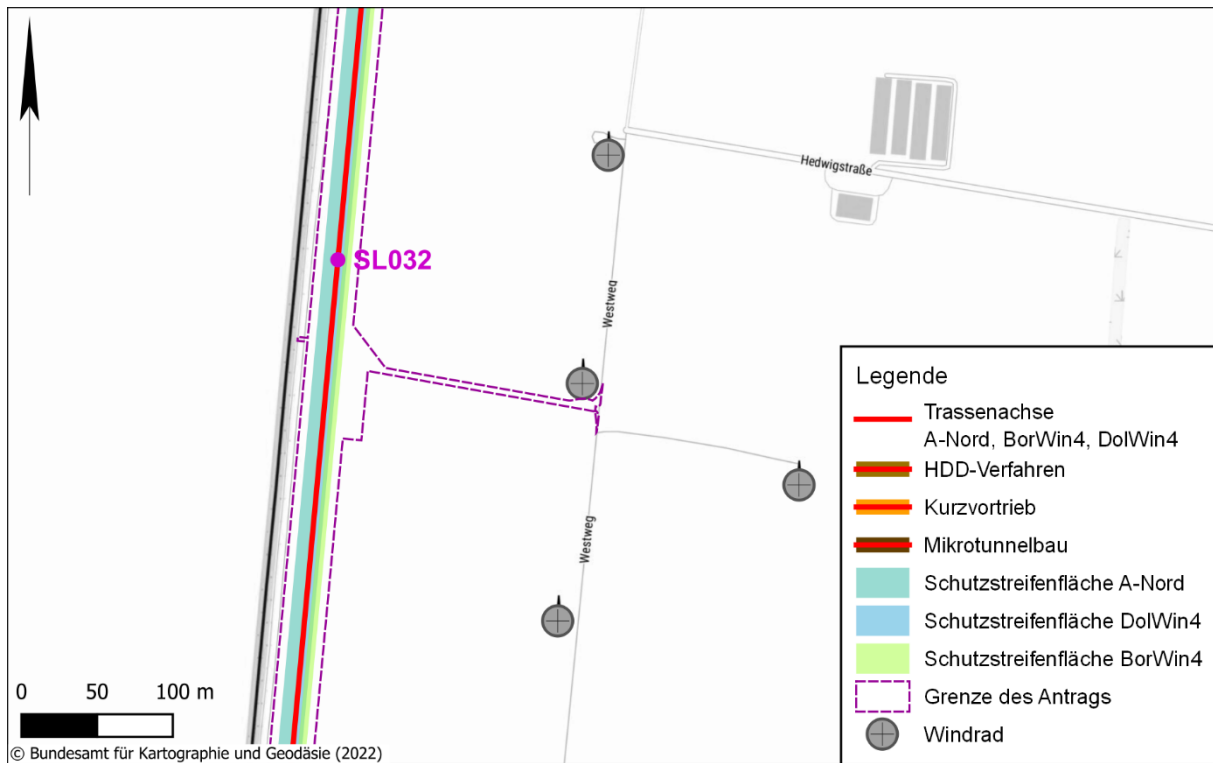 Hedwigstraße
SL032
Westweg
Westweg
Legende
Trassenachse
A-Nord, BorWin4, DolWin4
HDD-Verfahren
Kurzvortrieb
Mikrotunnelbau
Schutzstreifenfläche A-Nord
Schutzstreifenfläche DolWin4
Schutzstreifenfläche BorWin4
Grenze des Antrags
Windrad
0 50 100 m
© Bundesamt für Kartographie und Geodäsie (2022)